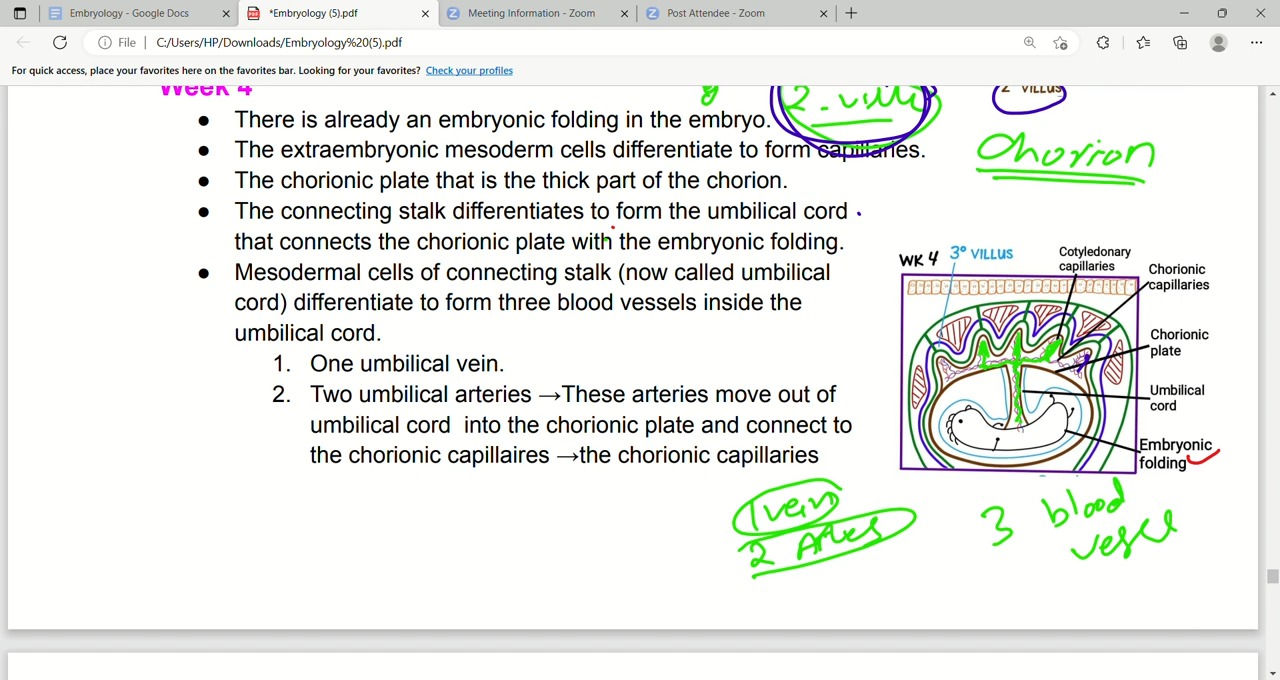 Embryology - Google Docs
*Embryology (5).pdf
Meeting Information - Zoom
Post Attendee - Zoom
File
C:/Users/HP/Downloads/Embryology%20(5).pdf
For quick access, place your favorites here on the favorites bar. Looking for your favorites? Check your profiles
Week 4
2 - villi
2° VILLUS
● There is already an embryonic folding in the embryo.
● The extraembryonic mesoderm cells differentiate to form capillaries.
Chorion
● The chorionic plate that is the thick part of the chorion.
● The connecting stalk differentiates to form the umbilical cord
that connects the chorionic plate with the embryonic folding.
● Mesodermal cells of connecting stalk (now called umbilical
cord) differentiate to form three blood vessels inside the
umbilical cord.
1. One umbilical vein.
2. Two umbilical arteries →These arteries move out of
umbilical cord into the chorionic plate and connect to
the chorionic capillaires →the chorionic capillaries
WK 4
3° VILLUS
Cotyledonary
capillaries
Chorionic
capillaries
Chorionic
plate
Umbilical
cord
Embryonic
folding
1 vein
2
3 blood